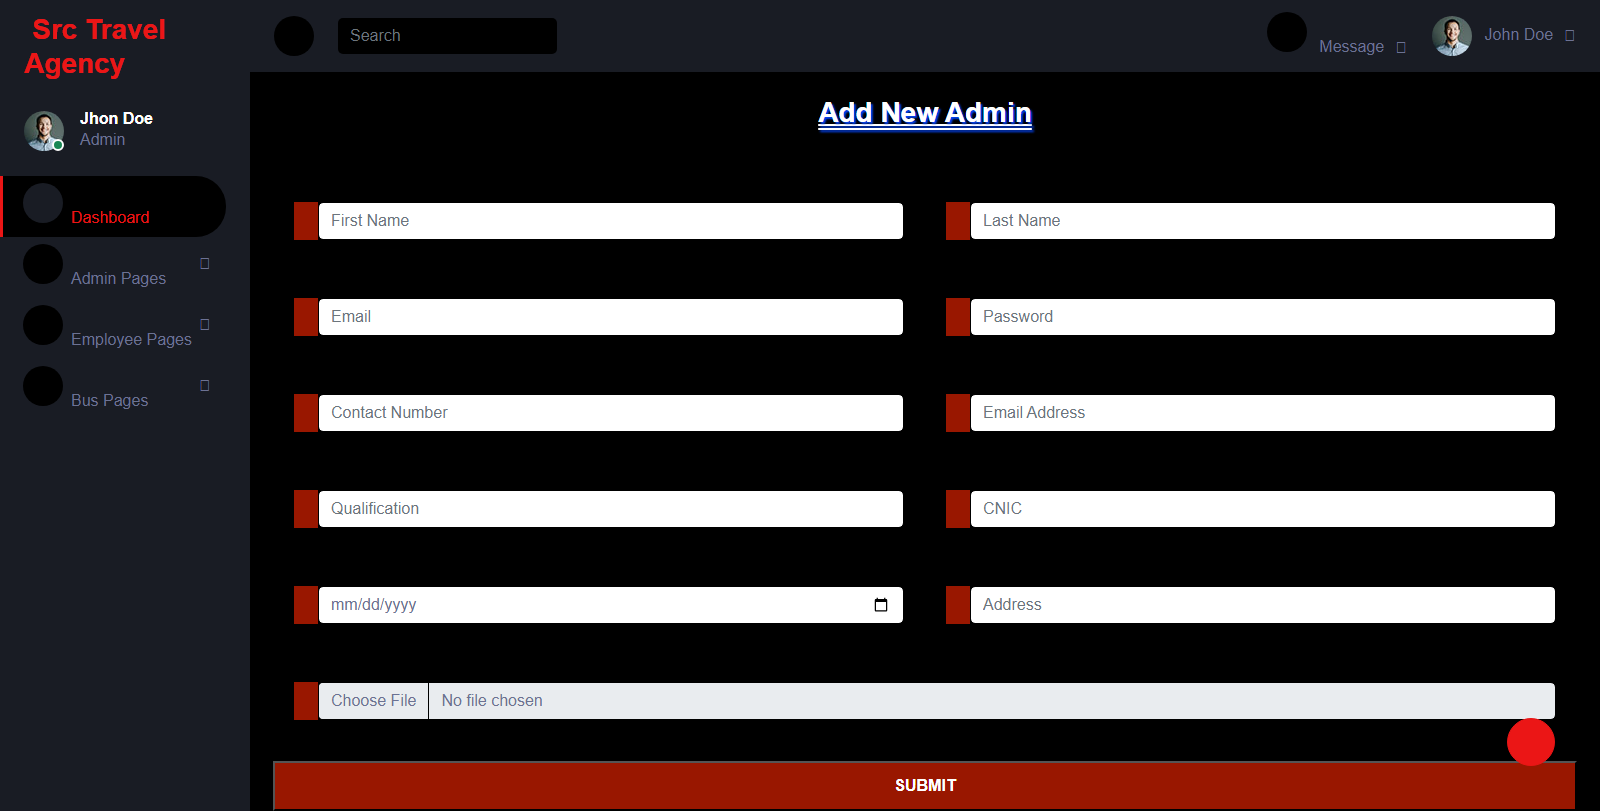 Src Travel
Agency
Jhon Doe
Admin
Dashboard
Admin Pages
Employee Pages
Bus Pages
Search
Message
John Doe
Add New Admin
First Name
Last Name
Email
Password
Contact Number
Email Address
Qualification
CNIC
mm/dd/yyyy
Address
Choose File No file chosen
SUBMIT